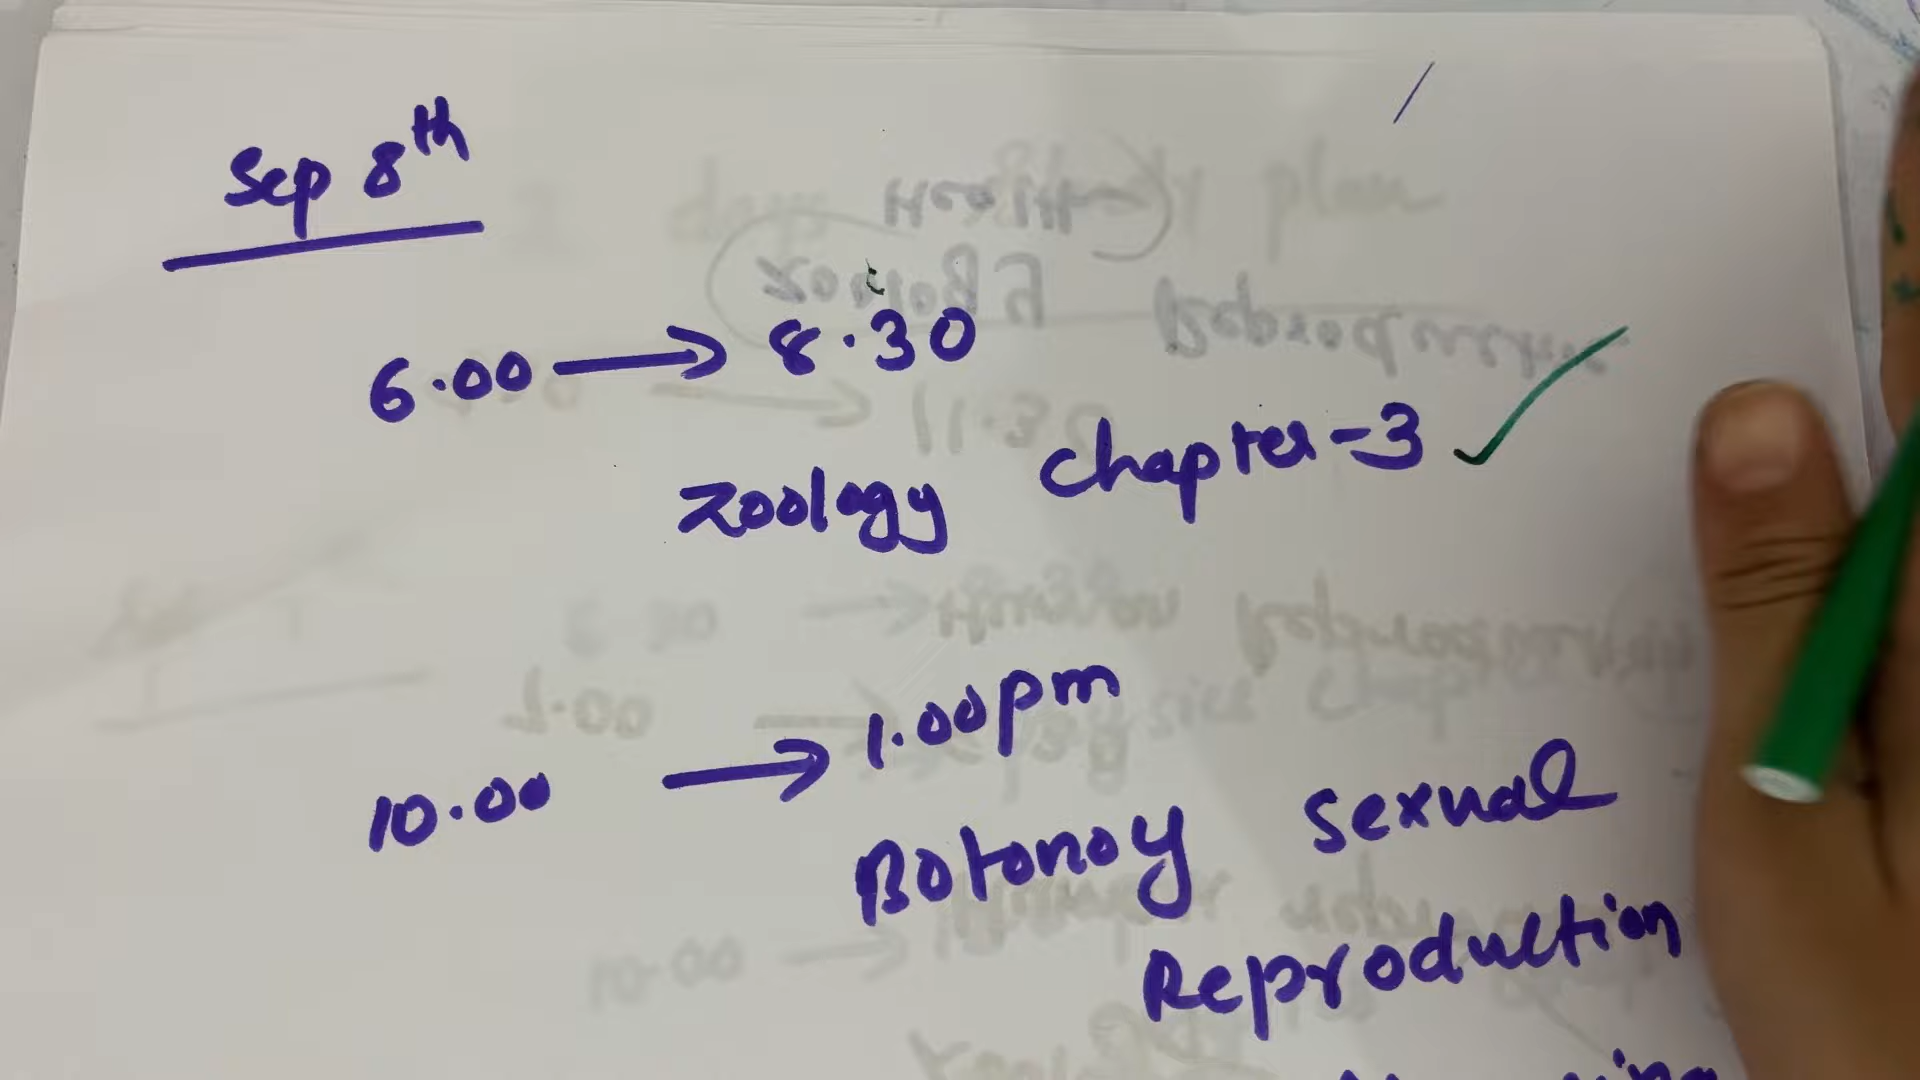 Sep 8th
6.00 → 8.30
Zoology Chapter-3 ✓
10.00 → 1.00pm
Botonoy sexual
Reproduction